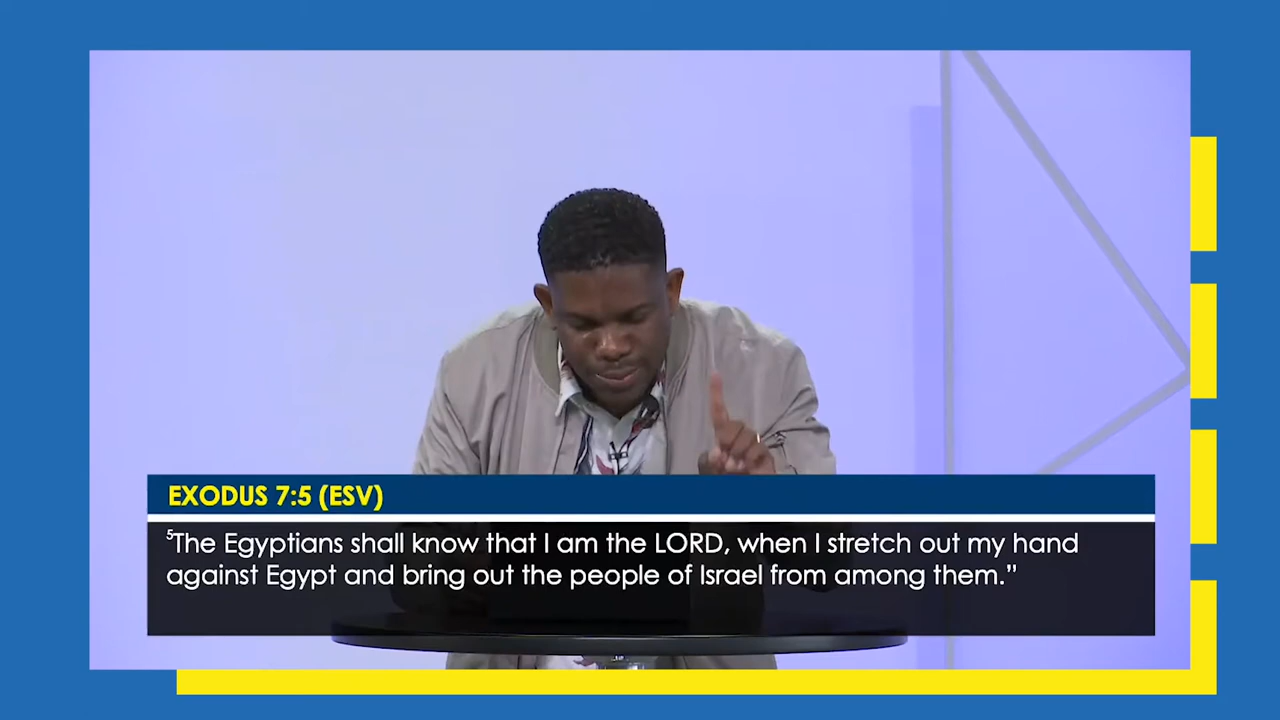 EXODUS 7:5 (ESV)
⁵The Egyptians shall know that I am the LORD, when I stretch out my hand
against Egypt and bring out the people of Israel from among them.”